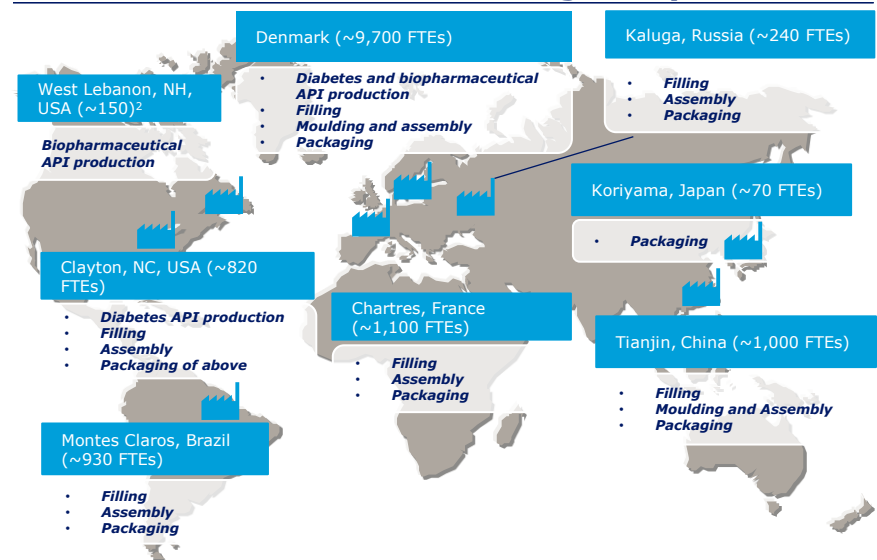 Denmark (~9,700 FTEs)
• Diabetes and biopharmaceutical
API production
• Filling
• Moulding and assembly
• Packaging
Kaluga, Russia (~240 FTEs)
• Filling
• Assembly
• Packaging
West Lebanon, NH,
USA (~150)²
Biopharmaceutical
API production
Koriyama, Japan (~70 FTEs)
• Packaging
Clayton, NC, USA (~820
FTEs)
• Diabetes API production
• Filling
• Assembly
• Packaging of above
Chartres, France
(~1,100 FTEs)
• Filling
• Assembly
• Packaging
Tianjin, China (~1,000 FTEs)
• Filling
• Moulding and Assembly
• Packaging
Montes Claros, Brazil
(~930 FTEs)
• Filling
• Assembly
• Packaging